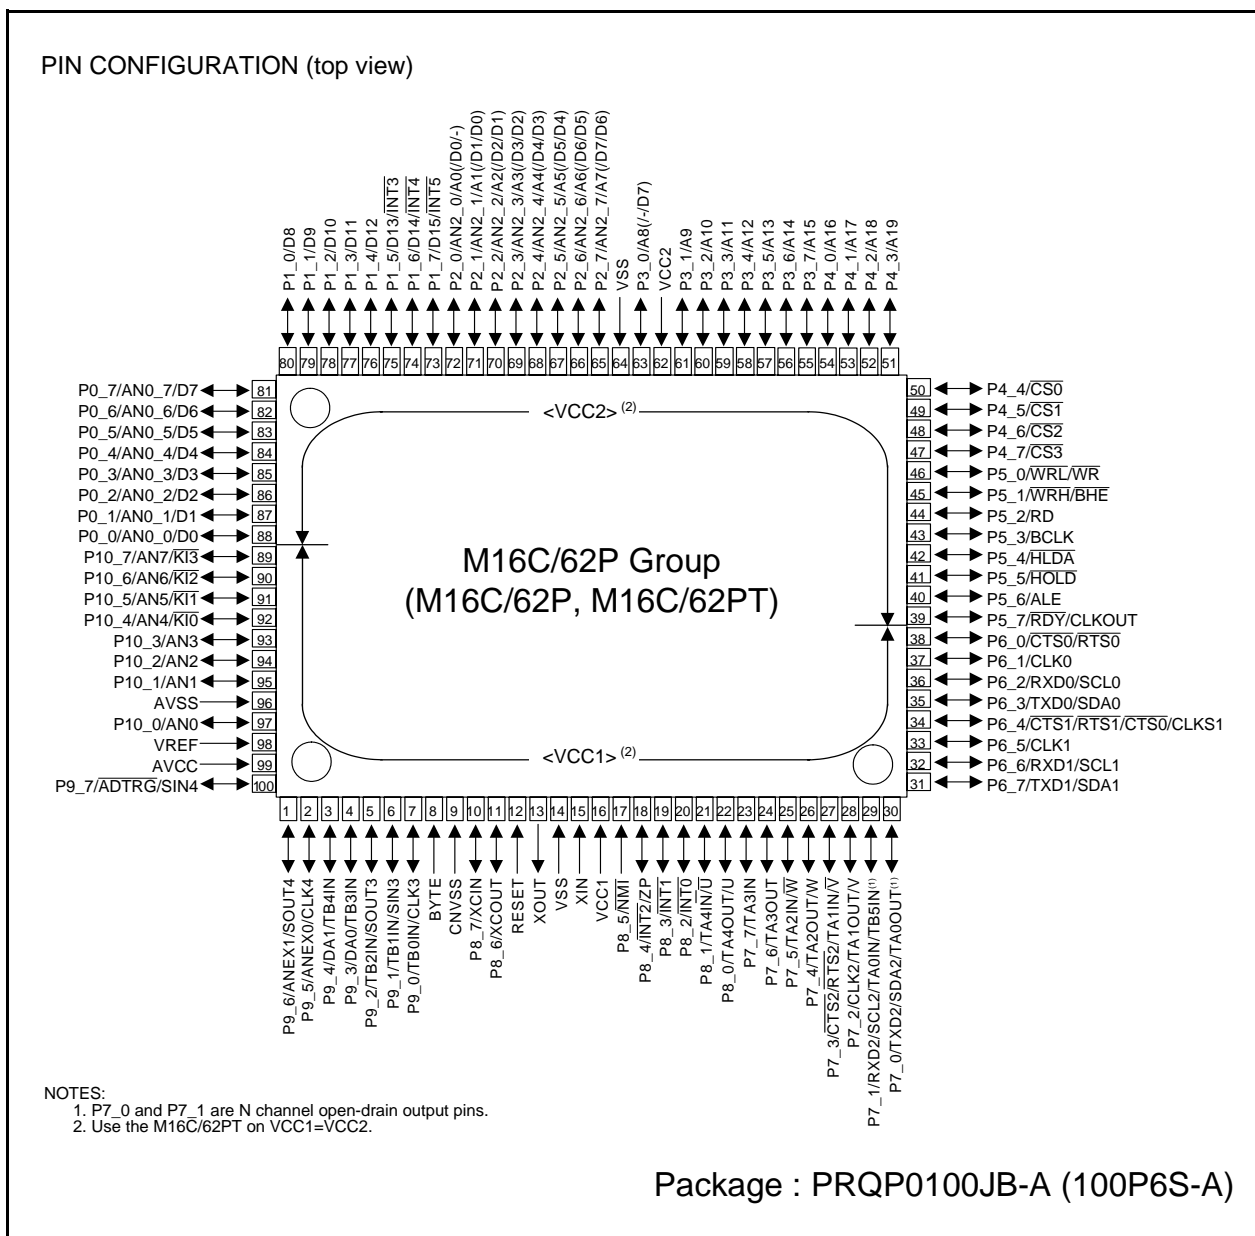 PIN CONFIGURATION (top view)
P1_0/D8
P1_1/D9
P1_2/D10
P1_3/D11
P1_4/D12
P1_5/D13/INT3
P1_6/D14/INT4
P1_7/D15/INT5
P2_0/AN2_0/A0(/D0/-)
P2_1/AN2_1/A1(/D1/D0)
P2_2/AN2_2/A2(/D2/D1)
P2_3/AN2_3/A3(/D3/D2)
P2_4/AN2_4/A4(/D4/D3)
P2_5/AN2_5/A5(/D5/D4)
P2_6/AN2_6/A6(/D6/D5)
P2_7/AN2_7/A7(/D7/D6)
VSS
P3_0/A8(/-/D7)
VCC2
P3_1/A9
P3_2/A10
P3_3/A11
P3_4/A12
P3_5/A13
P3_6/A14
P3_7/A15
P4_0/A16
P4_1/A17
P4_2/A18
P4_3/A19
80 79 78 77 76 75 74 73 72 71 70 69 68 67 66 65 64 63 62 61 60 59 58 57 56 55 54 53 52 51
P0_7/AN0_7/D7 81
P0_6/AN0_6/D6 82
P0_5/AN0_5/D5 83
P0_4/AN0_4/D4 84
P0_3/AN0_3/D3 85
P0_2/AN0_2/D2 86
P0_1/AN0_1/D1 87
P0_0/AN0_0/D0 88
P10_7/AN7/KI3 89
P10_6/AN6/KI2 90
P10_5/AN5/KI1 91
P10_4/AN4/KI0 92
P10_3/AN3 93
P10_2/AN2 94
P10_1/AN1 95
AVSS 96
P10_0/AN0 97
VREF 98
AVCC 99
P9_7/ADTRG/SIN4 100
<VCC2> (2)
M16C/62P Group
(M16C/62P, M16C/62PT)
<VCC1> (2)
50 P4_4/CS0
49 P4_5/CS1
48 P4_6/CS2
47 P4_7/CS3
46 P5_0/WRL/WR
45 P5_1/WRH/BHE
44 P5_2/RD
43 P5_3/BCLK
42 P5_4/HLDA
41 P5_5/HOLD
40 P5_6/ALE
39 P5_7/RDY/CLKOUT
38 P6_0/CTS0/RTS0
37 P6_1/CLK0
36 P6_2/RXD0/SCL0
35 P6_3/TXD0/SDA0
34 P6_4/CTS1/RTS1/CTS0/CLKS1
33 P6_5/CLK1
32 P6_6/RXD1/SCL1
31 P6_7/TXD1/SDA1
1 2 3 4 5 6 7 8 9 10 11 12 13 14 15 16 17 18 19 20 21 22 23 24 25 26 27 28 29 30
P9_6/ANEX1/SOUT4
P9_5/ANEX0/CLK4
P9_4/DA1/TB4IN
P9_3/DA0/TB3IN
P9_2/TB2IN/SOUT3
P9_1/TB1IN/SIN3
P9_0/TB0IN/CLK3
BYTE
CNVSS
P8_7/XCIN
P8_6/XCOUT
RESET
XOUT
VSS
XIN
VCC1
P8_5/NMI
P8_4/INT2/ZP
P8_3/INT1
P8_2/INT0
P8_1/TA4IN/U
P8_0/TA4OUT/U
P7_7/TA3IN
P7_6/TA3OUT
P7_5/TA2IN/W
P7_4/TA2OUT/W
P7_3/CTS2/RTS2/TA1IN/V
P7_2/CLK2/TA1OUT/V
P7_1/RXD2/SCL2/TA0IN/TB5IN(1)
P7_0/TXD2/SDA2/TA0OUT(1)
NOTES:
1. P7_0 and P7_1 are N channel open-drain output pins.
2. Use the M16C/62PT on VCC1=VCC2.
Package : PRQP0100JB-A (100P6S-A)